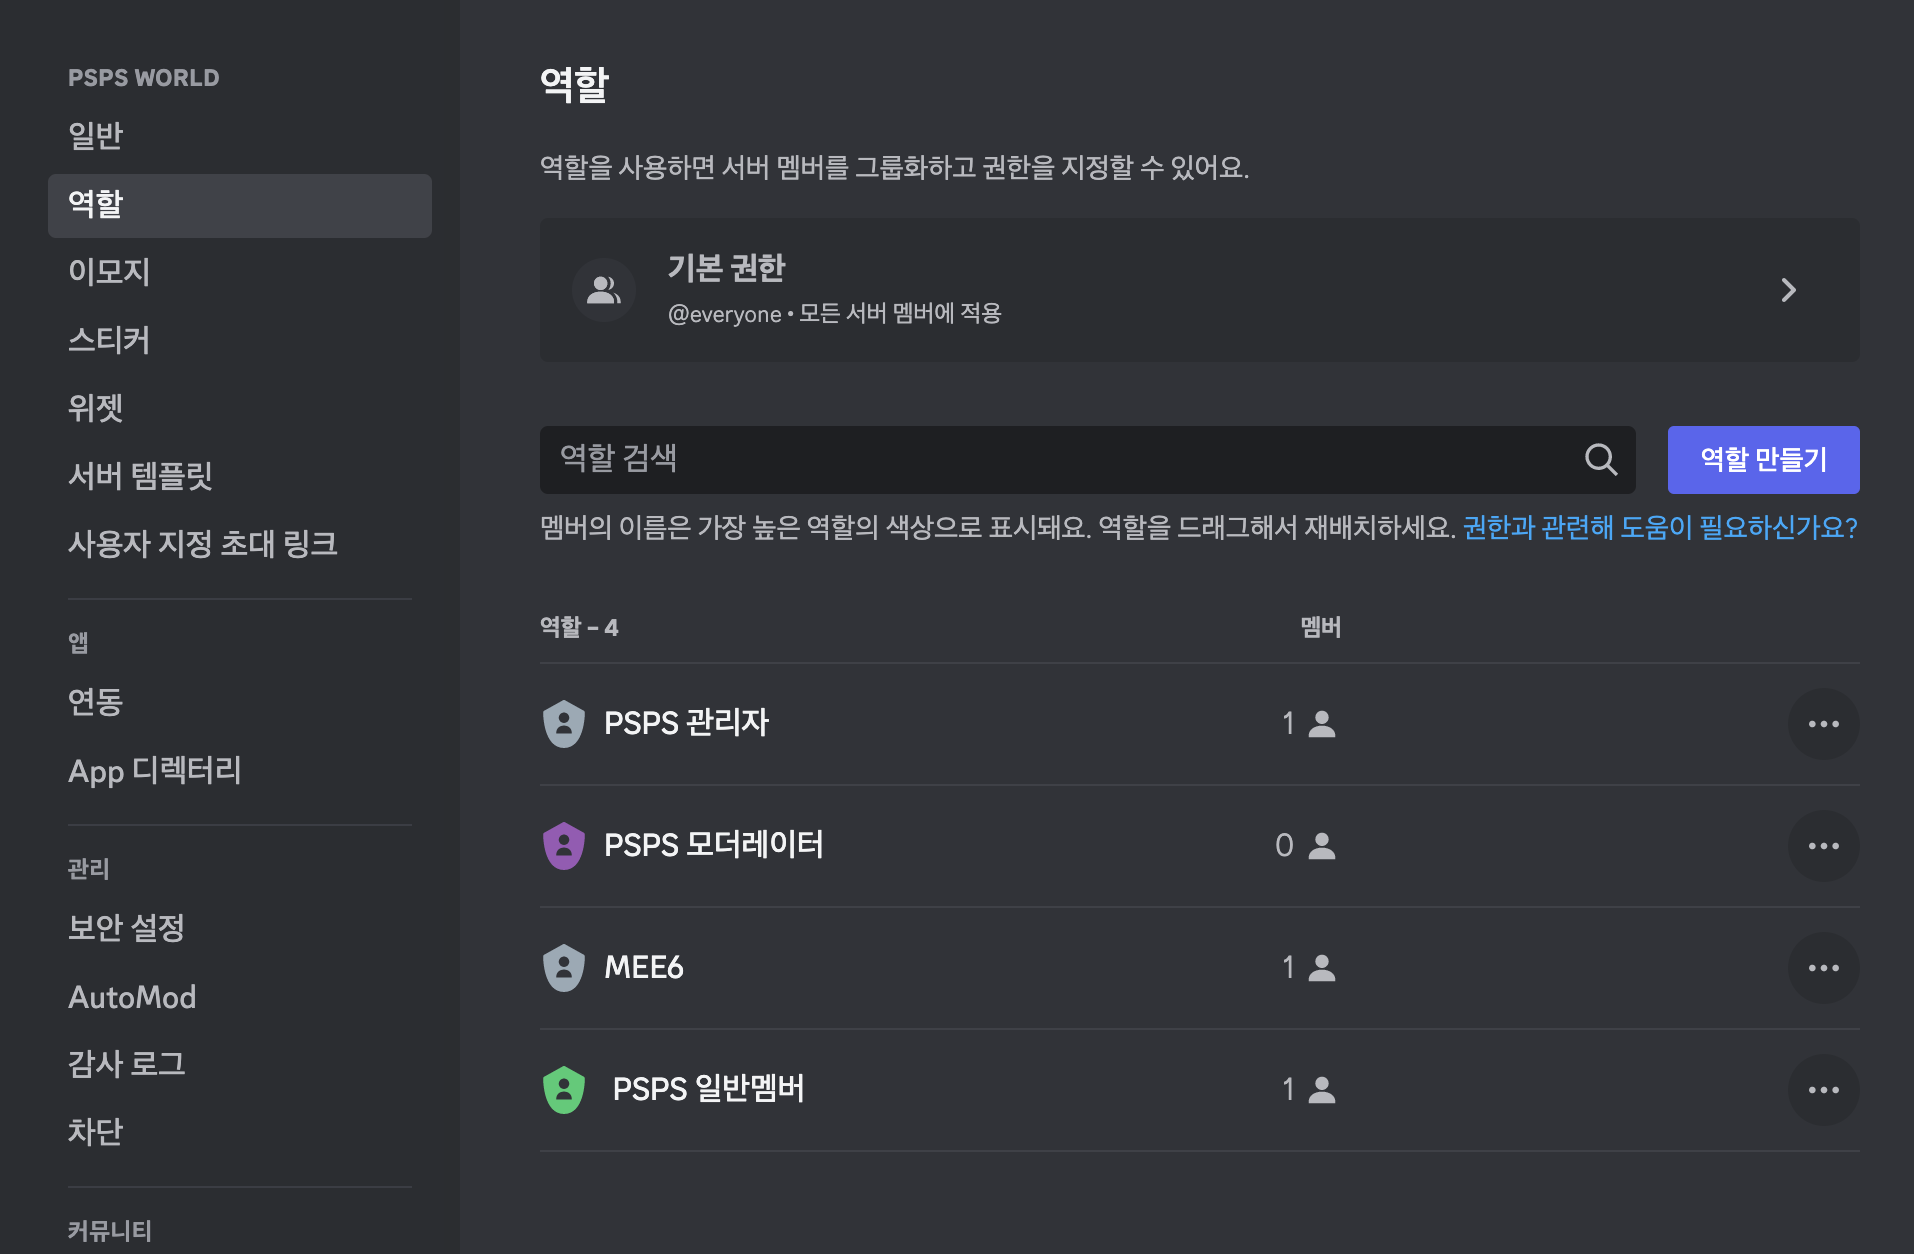 PSPS WORLD
일반
역할
이모지
스티커
위젯
서버 템플릿
사용자 지정 초대 링크
앱
연동
App 디렉터리
관리
보안 설정
AutoMod
감사 로그
차단
커뮤니티
역할
역할을 사용하면 서버 멤버를 그룹화하고 권한을 지정할 수 있어요.
기본 권한
@everyone • 모든 서버 멤버에 적용
역할 검색
역할 만들기
멤버의 이름은 가장 높은 역할의 색상으로 표시돼요. 역할을 드래그해서 재배치하세요. 권한과 관련해 도움이 필요하신가요?
역할 – 4 멤버
PSPS 관리자 1
PSPS 모더레이터 0
MEE6 1
PSPS 일반멤버 1